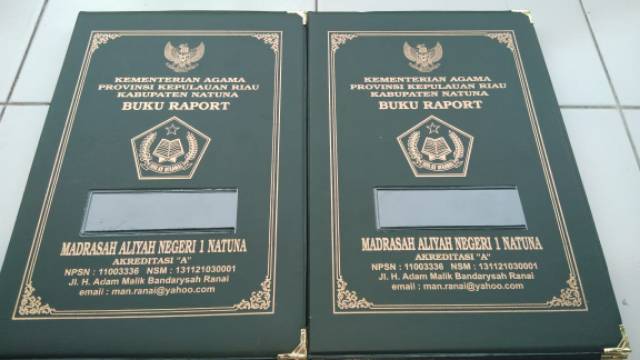 KEMENTERIAN AGAMA
PROVINSI KEPULAUAN RIAU
KABUPATEN NATUNA
BUKU RAPORT
MADRASAH ALIYAH NEGERI 1 NATUNA
AKREDITASI "A"
NPSN : 11003336 NSM : 131121030001
Jl. H. Adam Malik Bandarysah Ranai
email : man.ranai@yahoo.com
KEMENTERIAN AGAMA
PROVINSI KEPULAUAN RIAU
KABUPATEN NATUNA
BUKU RAPORT
MADRASAH ALIYAH NEGERI 1 NATUNA
AKREDITASI "A"
NPSN : 11003336 NSM : 131121030001
Jl. H. Adam Malik Bandarysah Ranai
email : man.ranai@yahoo.com